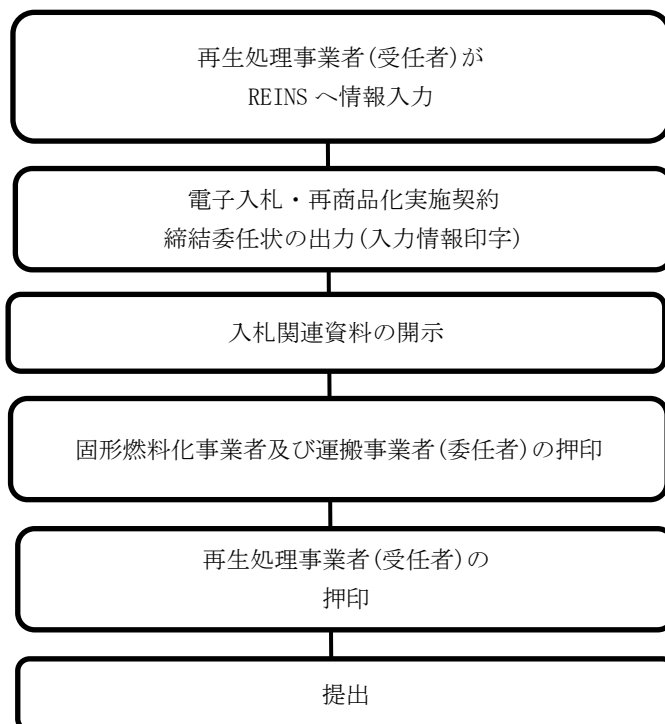 再生処理事業者(受任者)が
REINS へ情報入力
電子入札・再商品化実施契約
締結委任状の出力(入力情報印字)
入札関連資料の開示
固形燃料化事業者及び運搬事業者(委任者)の押印
再生処理事業者(受任者)の
押印
提出